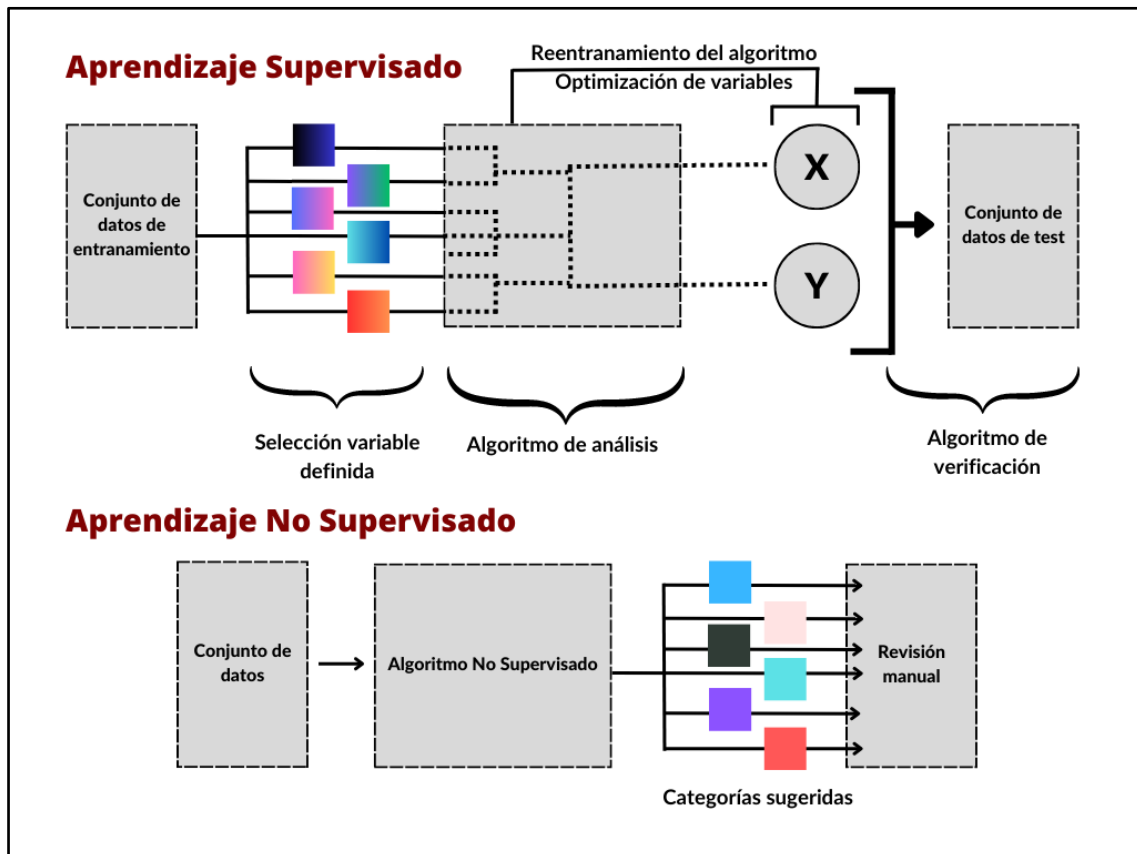 Aprendizaje Supervisado
Reentranamiento del algoritmo
Optimización de variables
Conjunto de
datos de
entranamiento
X
Y
Conjunto de
datos de test
Selección variable
definida
Algoritmo de análisis
Algoritmo de
verificación
Aprendizaje No Supervisado
Conjunto de
datos
Algoritmo No Supervisado
Revisión
manual
Categorías sugeridas